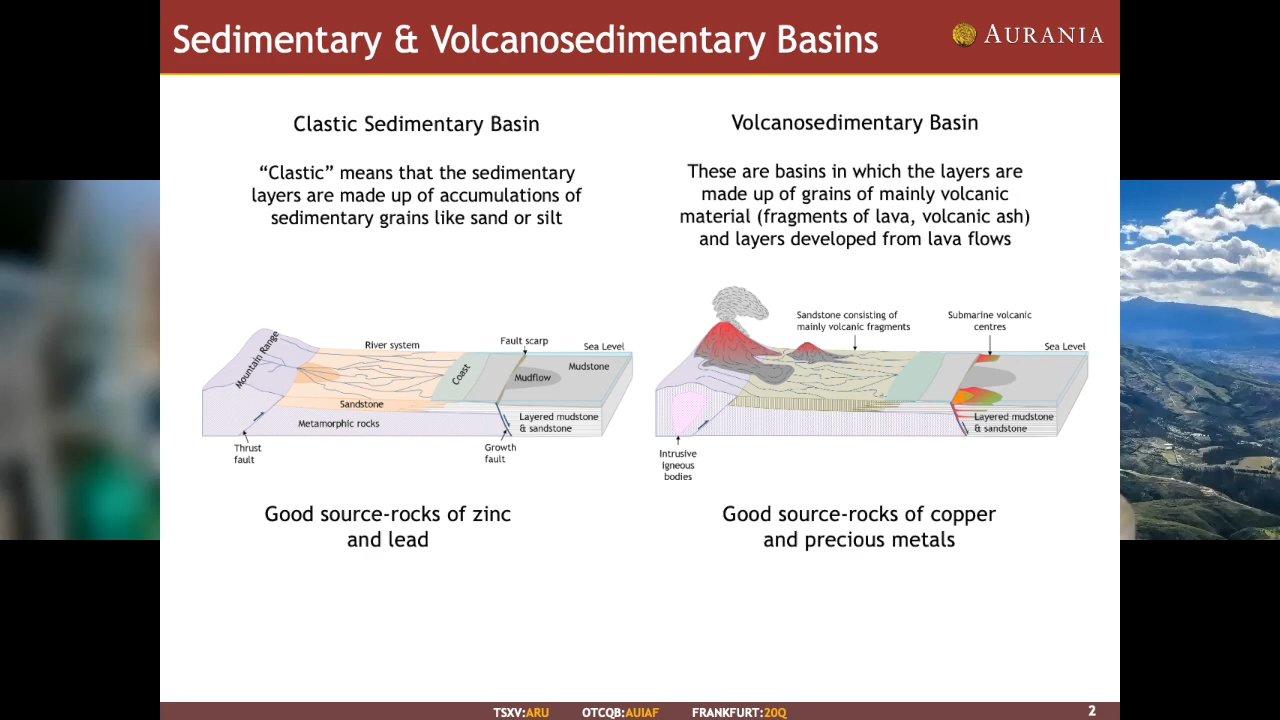 Sedimentary & Volcanosedimentary Basins
AURANIA
Clastic Sedimentary Basin
“Clastic” means that the sedimentary
layers are made up of accumulations of
sedimentary grains like sand or silt
Mountain Range
River system
Fault scarp
Sea Level
Coast
Mudflow
Mudstone
Sandstone
Metamorphic rocks
Layered mudstone
& sandstone
Thrust
fault
Growth
fault
Good source-rocks of zinc
and lead
Volcanosedimentary Basin
These are basins in which the layers are
made up of grains of mainly volcanic
material (fragments of lava, volcanic ash)
and layers developed from lava flows
Sandstone consisting of
mainly volcanic fragments
Submarine volcanic
centres
Sea Level
Layered mudstone
& sandstone
Intrusive
igneous
bodies
Good source-rocks of copper
and precious metals
TSXV:ARU OTCQB:AUIAF FRANKFURT:20Q
2